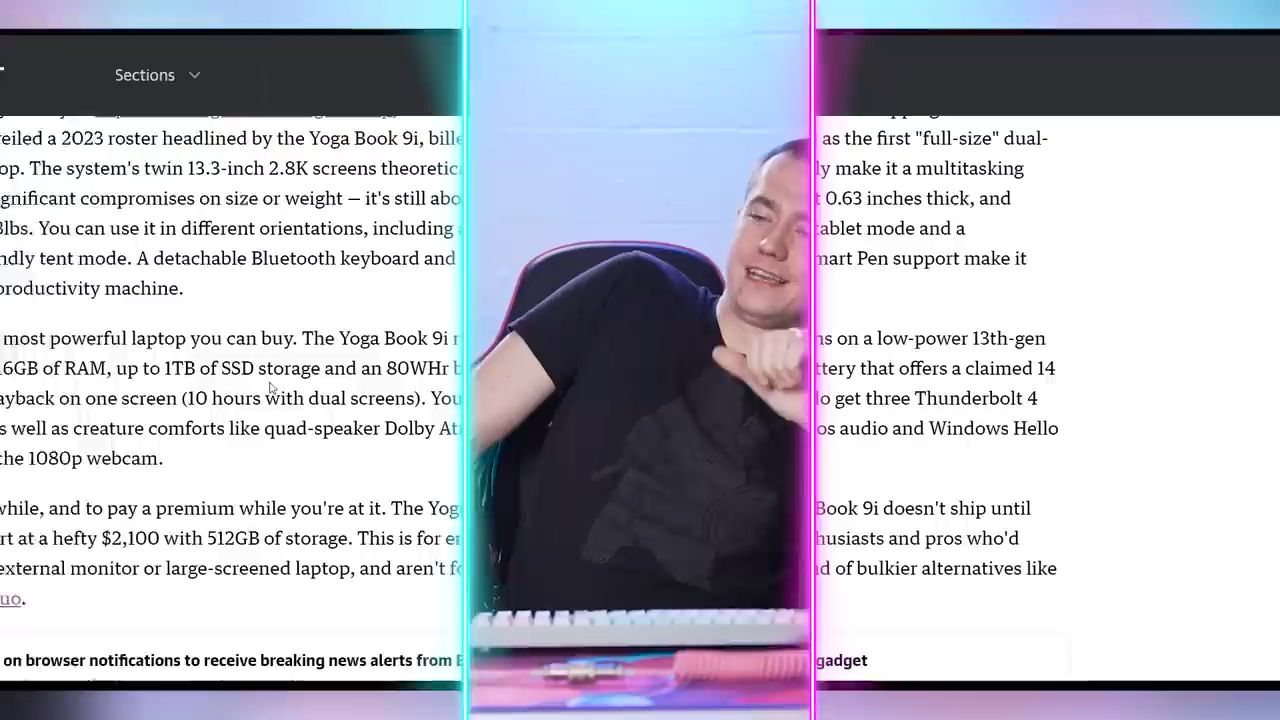 Sections
veiled a 2023 roster headlined by the Yoga Book 9i, bille as the first "full-size" dual-
op. The system's twin 13.3-inch 2.8K screens theoretica ly make it a multitasking
gnificant compromises on size or weight — it's still abo t 0.63 inches thick, and
3lbs. You can use it in different orientations, including tablet mode and a
ndly tent mode. A detachable Bluetooth keyboard and mart Pen support make it
productivity machine.
most powerful laptop you can buy. The Yoga Book 9i r ns on a low-power 13th-gen
16GB of RAM, up to 1TB of SSD storage and an 80WHr b ttery that offers a claimed 14
ayback on one screen (10 hours with dual screens). You lo get three Thunderbolt 4
s well as creature comforts like quad-speaker Dolby At os audio and Windows Hello
the 1080p webcam.
while, and to pay a premium while you're at it. The Yog Book 9i doesn't ship until
rt at a hefty $2,100 with 512GB of storage. This is for en husiasts and pros who'd
external monitor or large-screened laptop, and aren't fo d of bulkier alternatives like
uo.
on browser notifications to receive breaking news alerts from E gadget